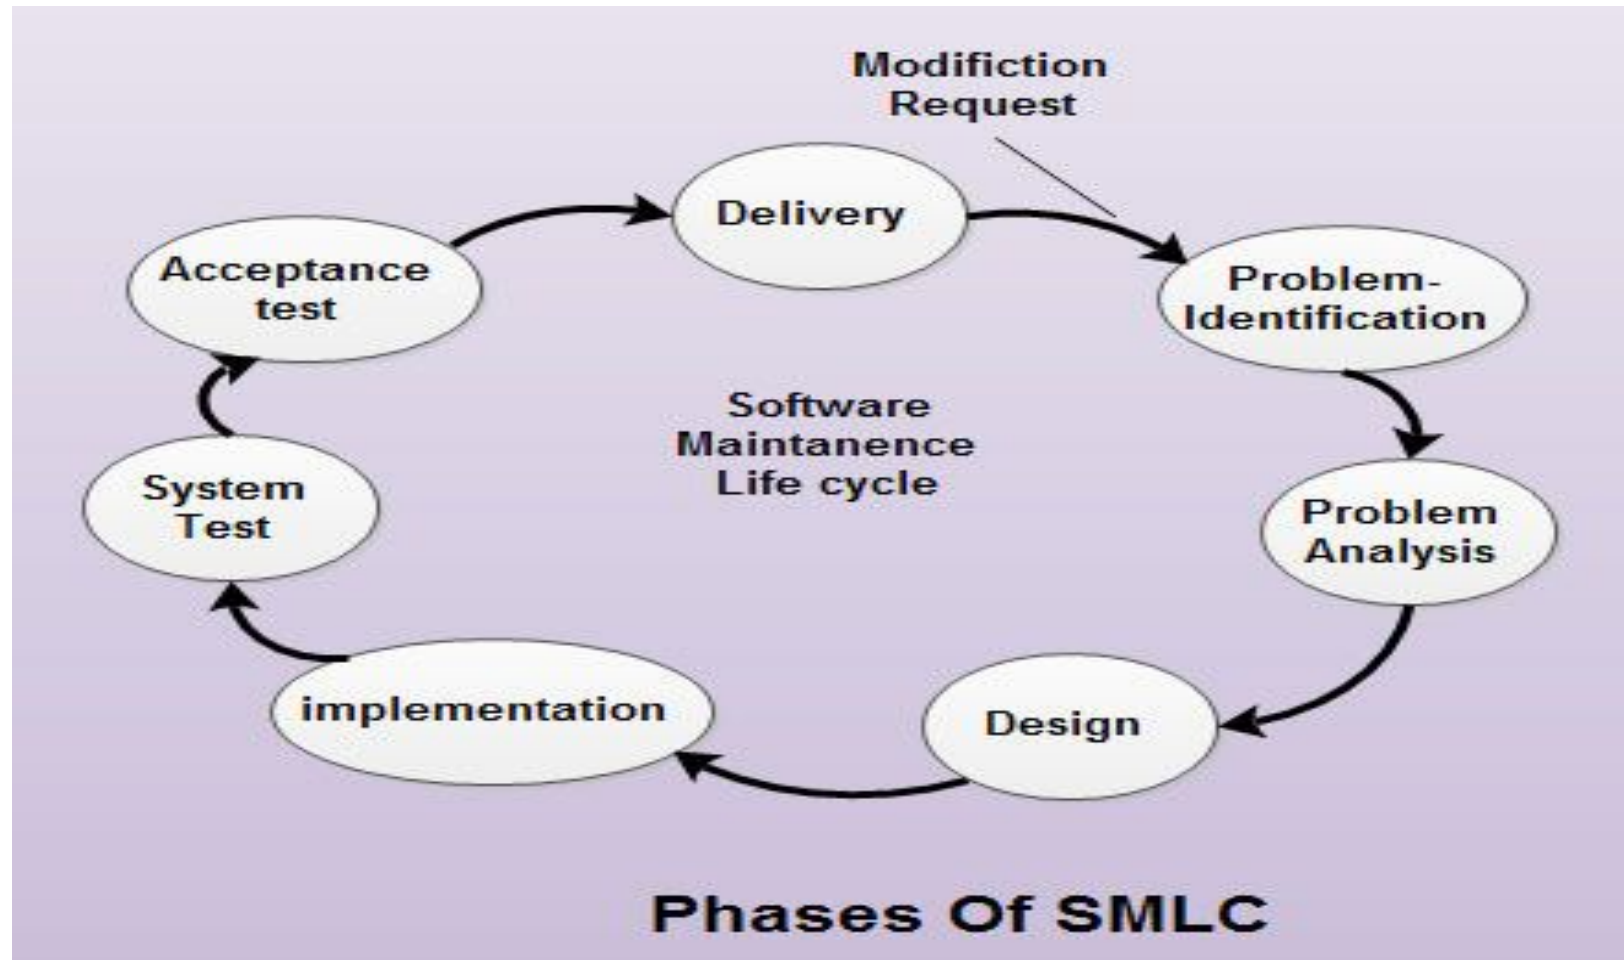 Modifiction
Request
Delivery
Acceptance
test
Problem-
Identification
Software
Maintanence
Life cycle
System
Test
Problem
Analysis
implementation
Design
Phases Of SMLC